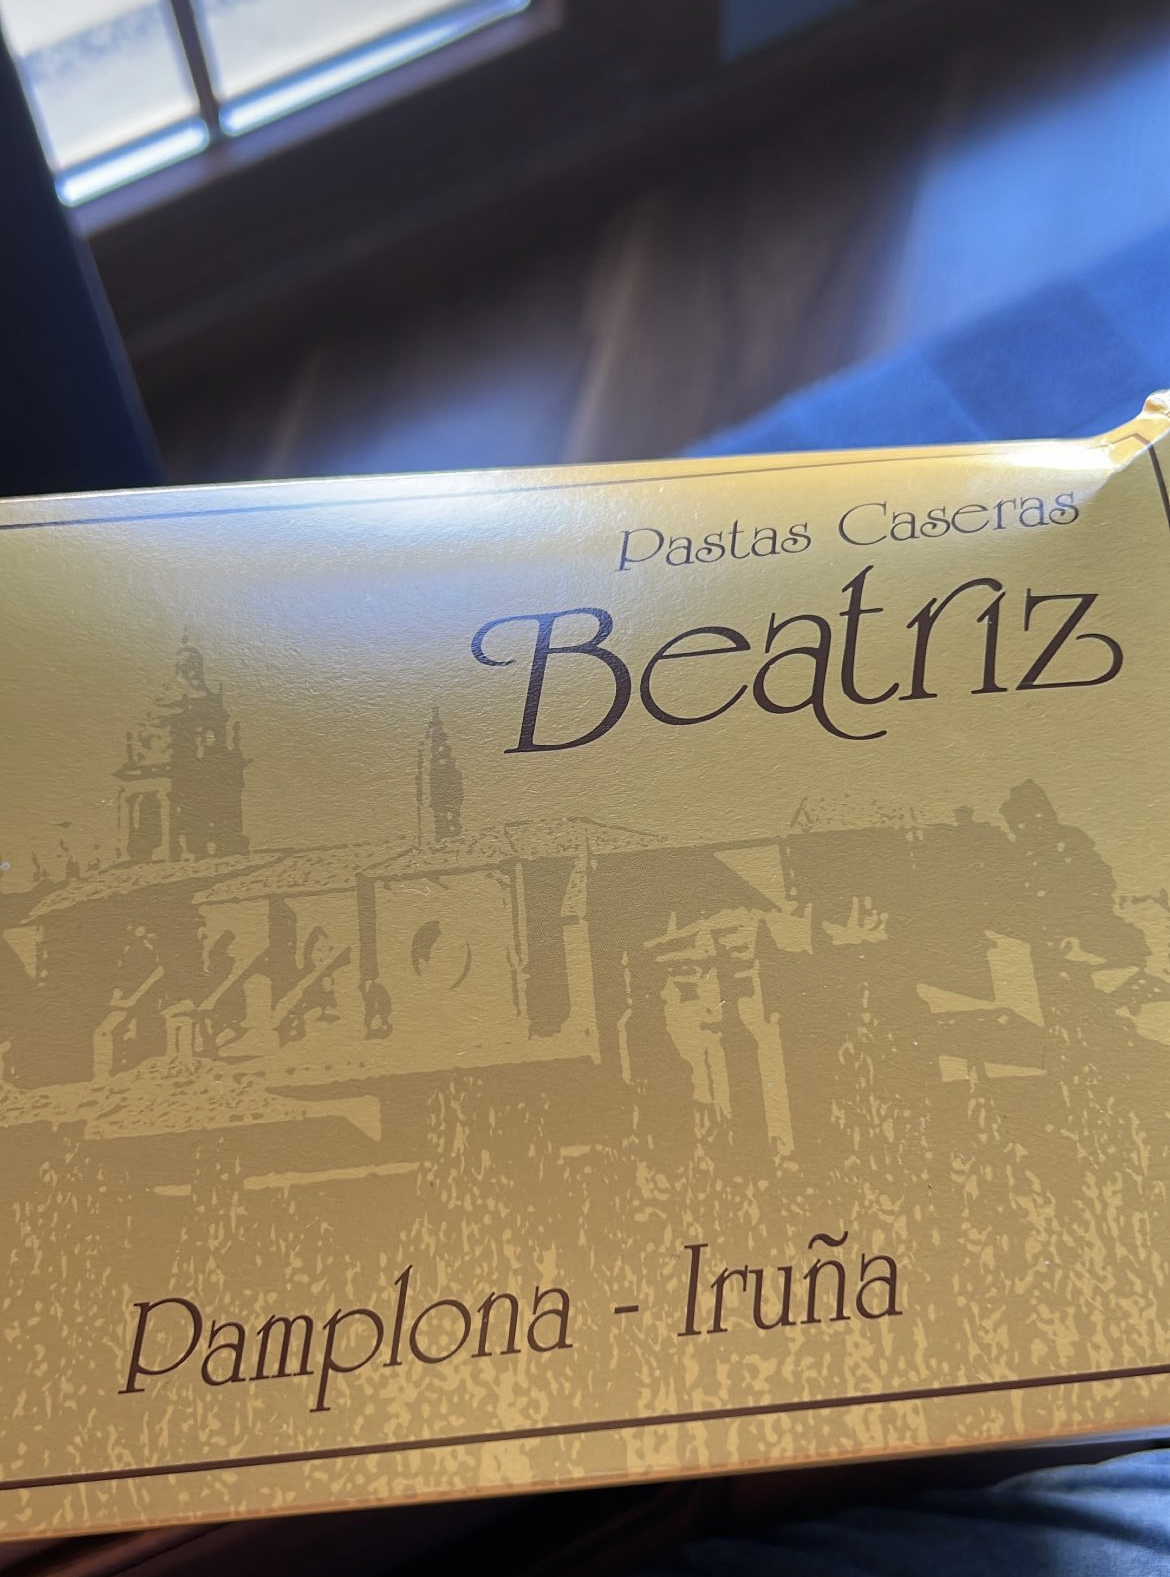 Pastas Caseras
Beatriz
Pamplona - Iruña